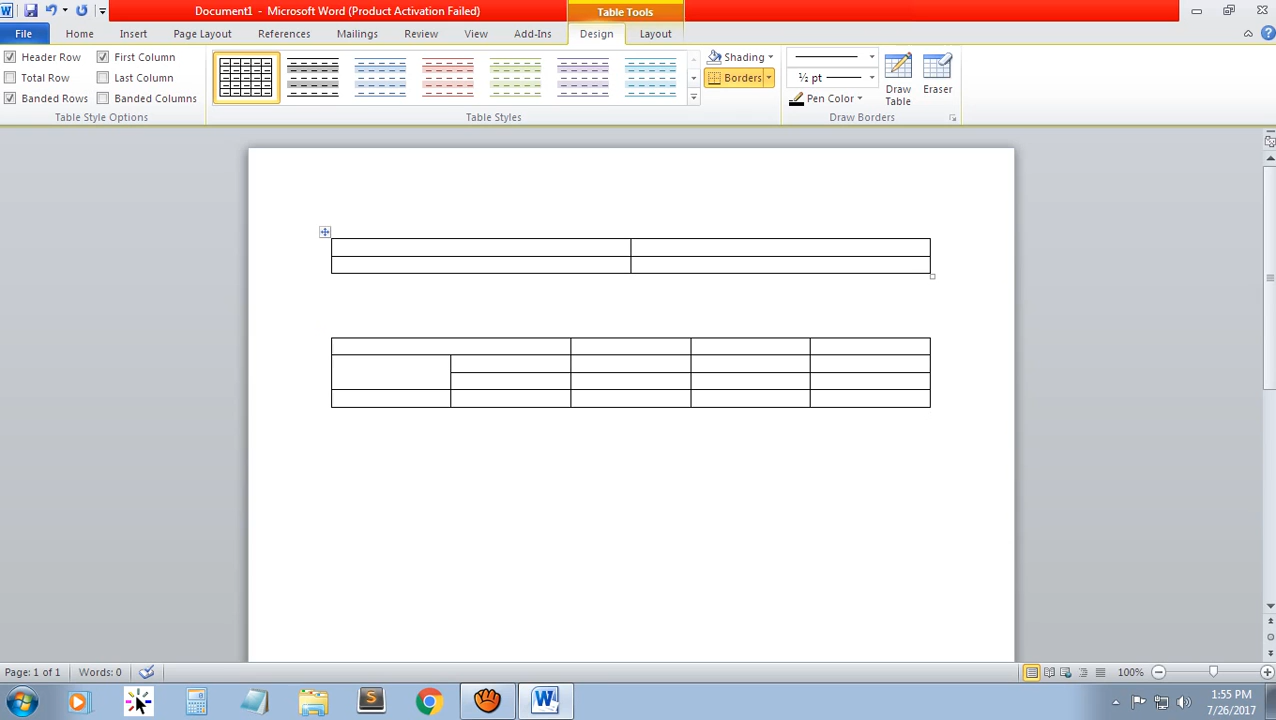 Document1 - Microsoft Word (Product Activation Failed)
Table Tools
File Home Insert Page Layout References Mailings Review View Add-Ins Design Layout
Header Row First Column
Total Row Last Column
Banded Rows Banded Columns
Table Style Options
Table Styles
Shading
Borders
½ pt
Pen Color
Draw Table
Eraser
Draw Borders
Page: 1 of 1 Words: 0
100%
1:55 PM
7/26/2017